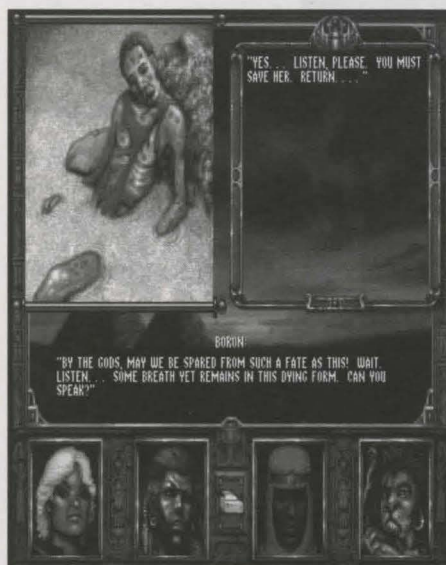 "YES. . . LISTEN, PLEASE. YOU MUST
SAVE HER. RETURN. . . ."
BORON:
"BY THE GODS, MAY WE BE SPARED FROM SUCH A FATE AS THIS! WAIT.
LISTEN. . . SOME BREATH YET REMAINS IN THIS DYING FORM. CAN YOU
SPEAK?"